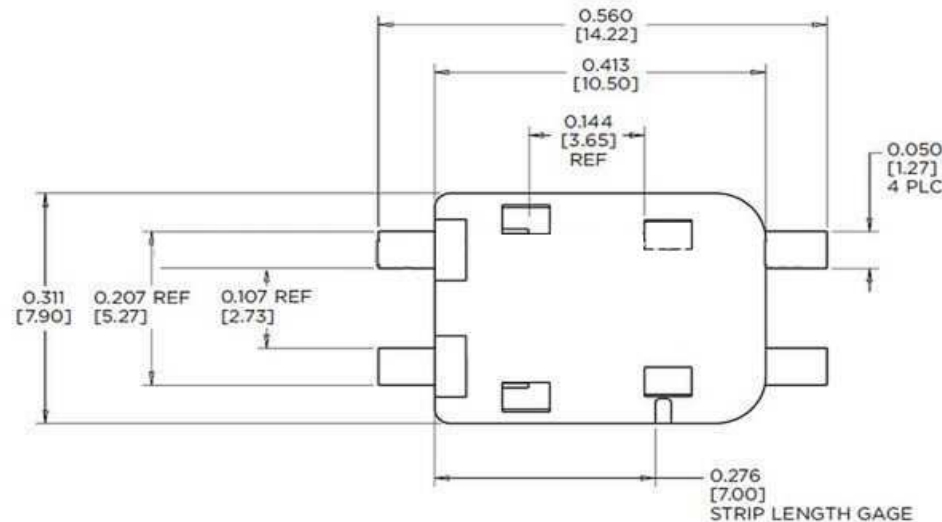 0.560
[14.22]
0.413
[10.50]
0.144
[3.65]
REF
0.050
[1.27]
4 PLC
0.311
[7.90]
0.207 REF
[5.27]
0.107 REF
[2.73]
0.276
[7.00]
STRIP LENGTH GAGE